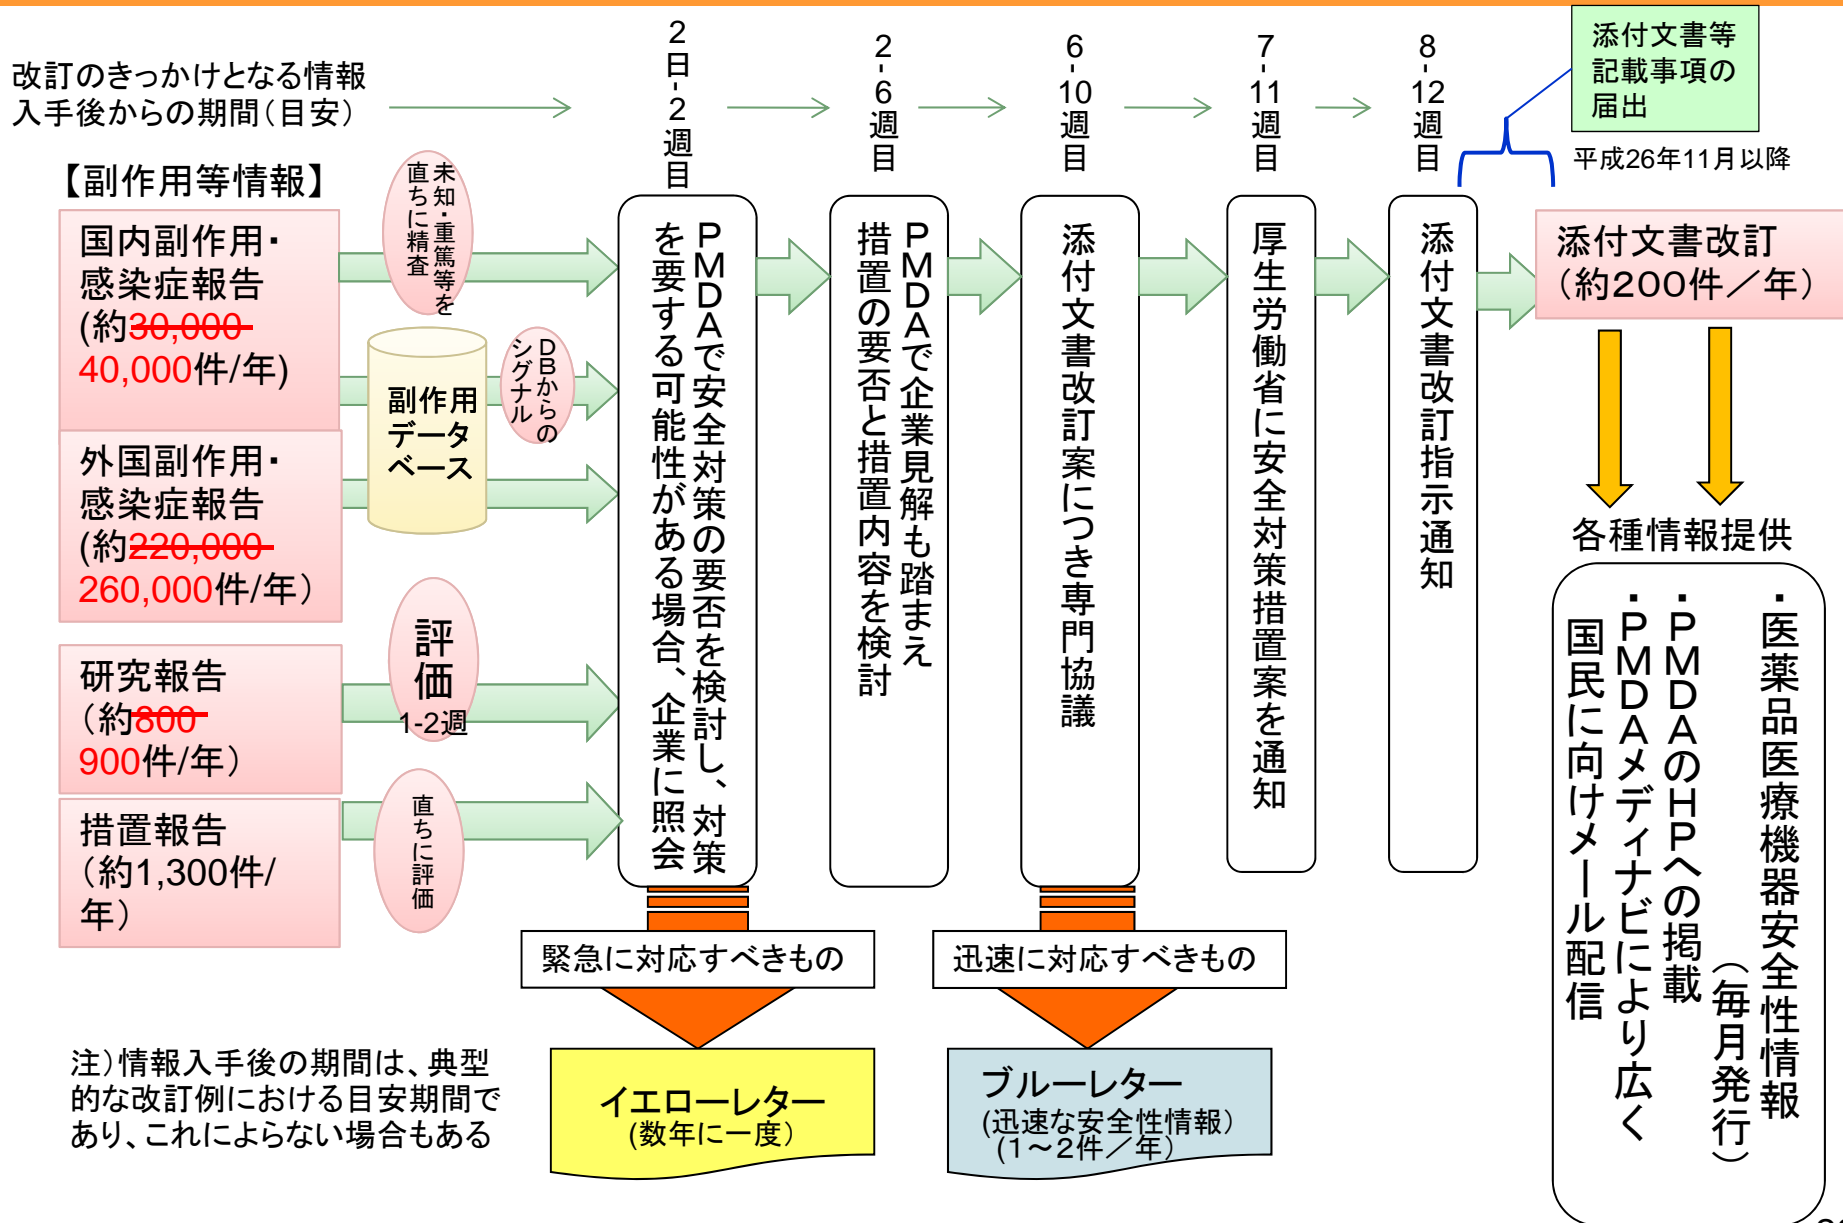 改訂のきっかけとなる情報
入手後からの期間（目安）
2日-2週目
2-6週目
6-10週目
7-11週目
8-12週目
添付文書等
記載事項の
届出
平成26年11月以降
【副作用等情報】
国内副作用・
感染症報告
(約30,000
40,000件/年)
外国副作用・
感染症報告
(約220,000
260,000件/年）
研究報告
（約800
900件/年）
措置報告
（約1,300件/
年）
未知・重篤等を
直ちに精査
副作用
データ
ベース
DBからの
シグナル
評価
1-2週
直ちに評価
ＰＭＤＡで安全対策の要否を検討し、対策
を要する可能性がある場合、企業に照会
ＰＭＤＡで企業見解も踏まえ
措置の要否と措置内容を検討
添付文書改訂案につき専門協議
厚生労働省に安全対策措置案を通知
添付文書改訂指示通知
添付文書改訂
（約200件／年）
各種情報提供
・医薬品医療機器安全性情報
（毎月発行）
・ＰＭＤＡのＨＰへの掲載
・ＰＭＤＡメディナビにより広く
国民に向けメール配信
緊急に対応すべきもの
迅速に対応すべきもの
イエローレター
(数年に一度）
ブルーレター
(迅速な安全性情報）
(１～２件／年）
注）情報入手後の期間は、典型
的な改訂例における目安期間で
あり、これによらない場合もある